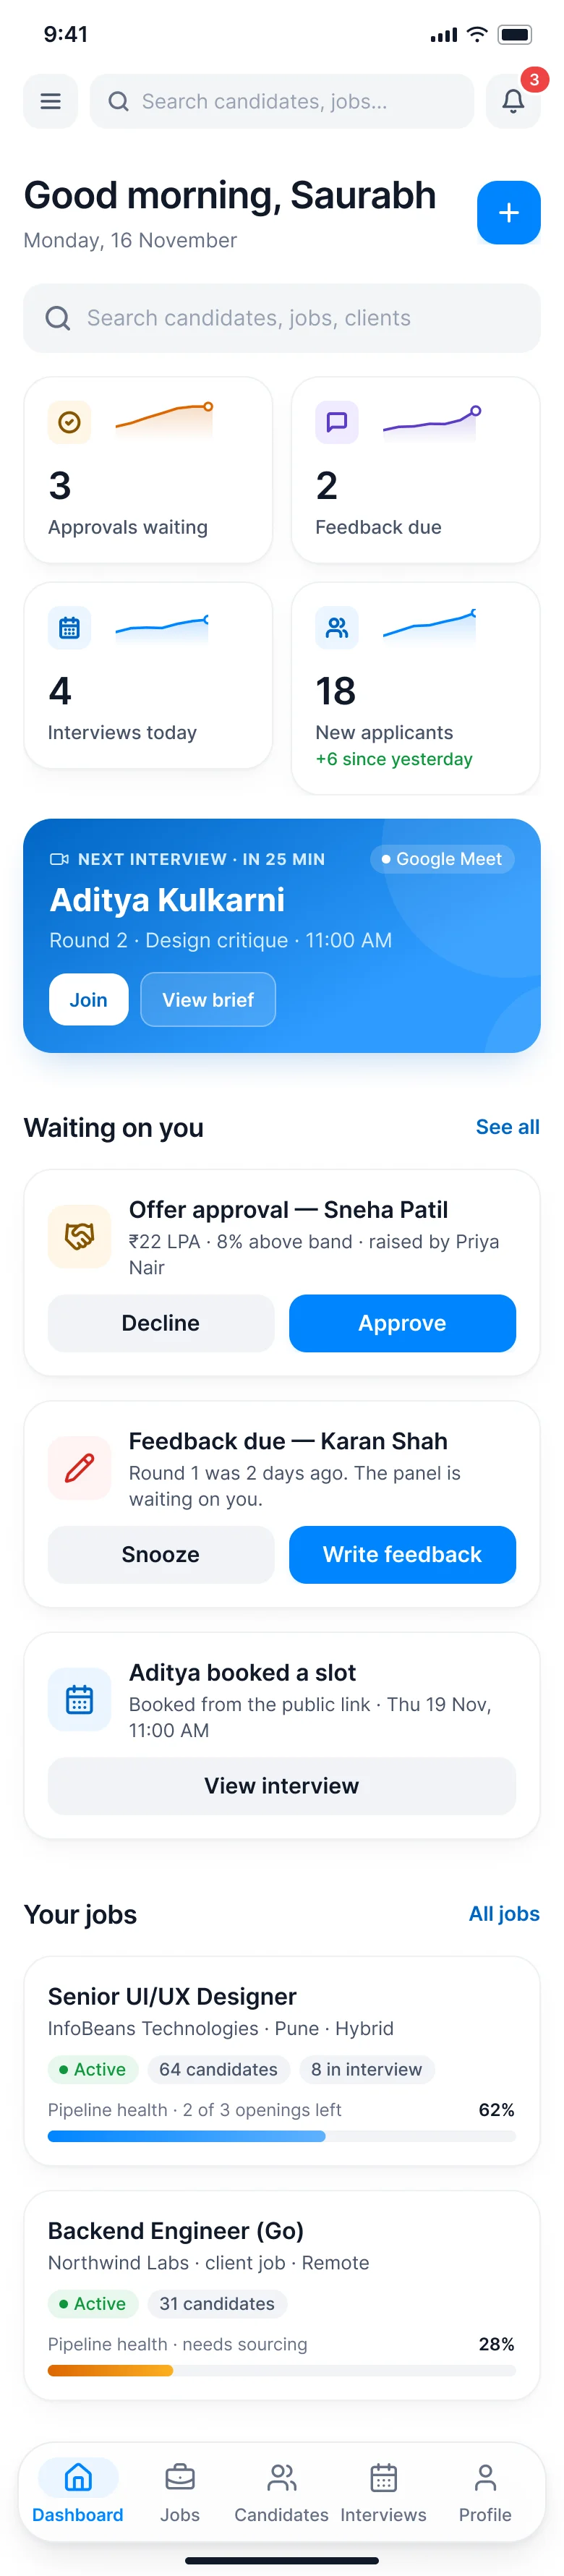 9:41
Search candidates, jobs...
3
Good morning, Saurabh
Monday, 16 November
Search candidates, jobs, clients
3
Approvals waiting
2
Feedback due
4
Interviews today
18
New applicants
+6 since yesterday
NEXT INTERVIEW · IN 25 MIN
Google Meet
Aditya Kulkarni
Round 2 · Design critique · 11:00 AM
Join
View brief
Waiting on you
See all
Offer approval — Sneha Patil
₹22 LPA · 8% above band · raised by Priya
Nair
Decline
Approve
Feedback due — Karan Shah
Round 1 was 2 days ago. The panel is
waiting on you.
Snooze
Write feedback
Aditya booked a slot
Booked from the public link · Thu 19 Nov,
11:00 AM
View interview
Your jobs
All jobs
Senior UI/UX Designer
InfoBeans Technologies · Pune · Hybrid
Active
64 candidates
8 in interview
Pipeline health · 2 of 3 openings left
62%
Backend Engineer (Go)
Northwind Labs · client job · Remote
Active
31 candidates
Pipeline health · needs sourcing
28%
Dashboard
Jobs
Candidates
Interviews
Profile